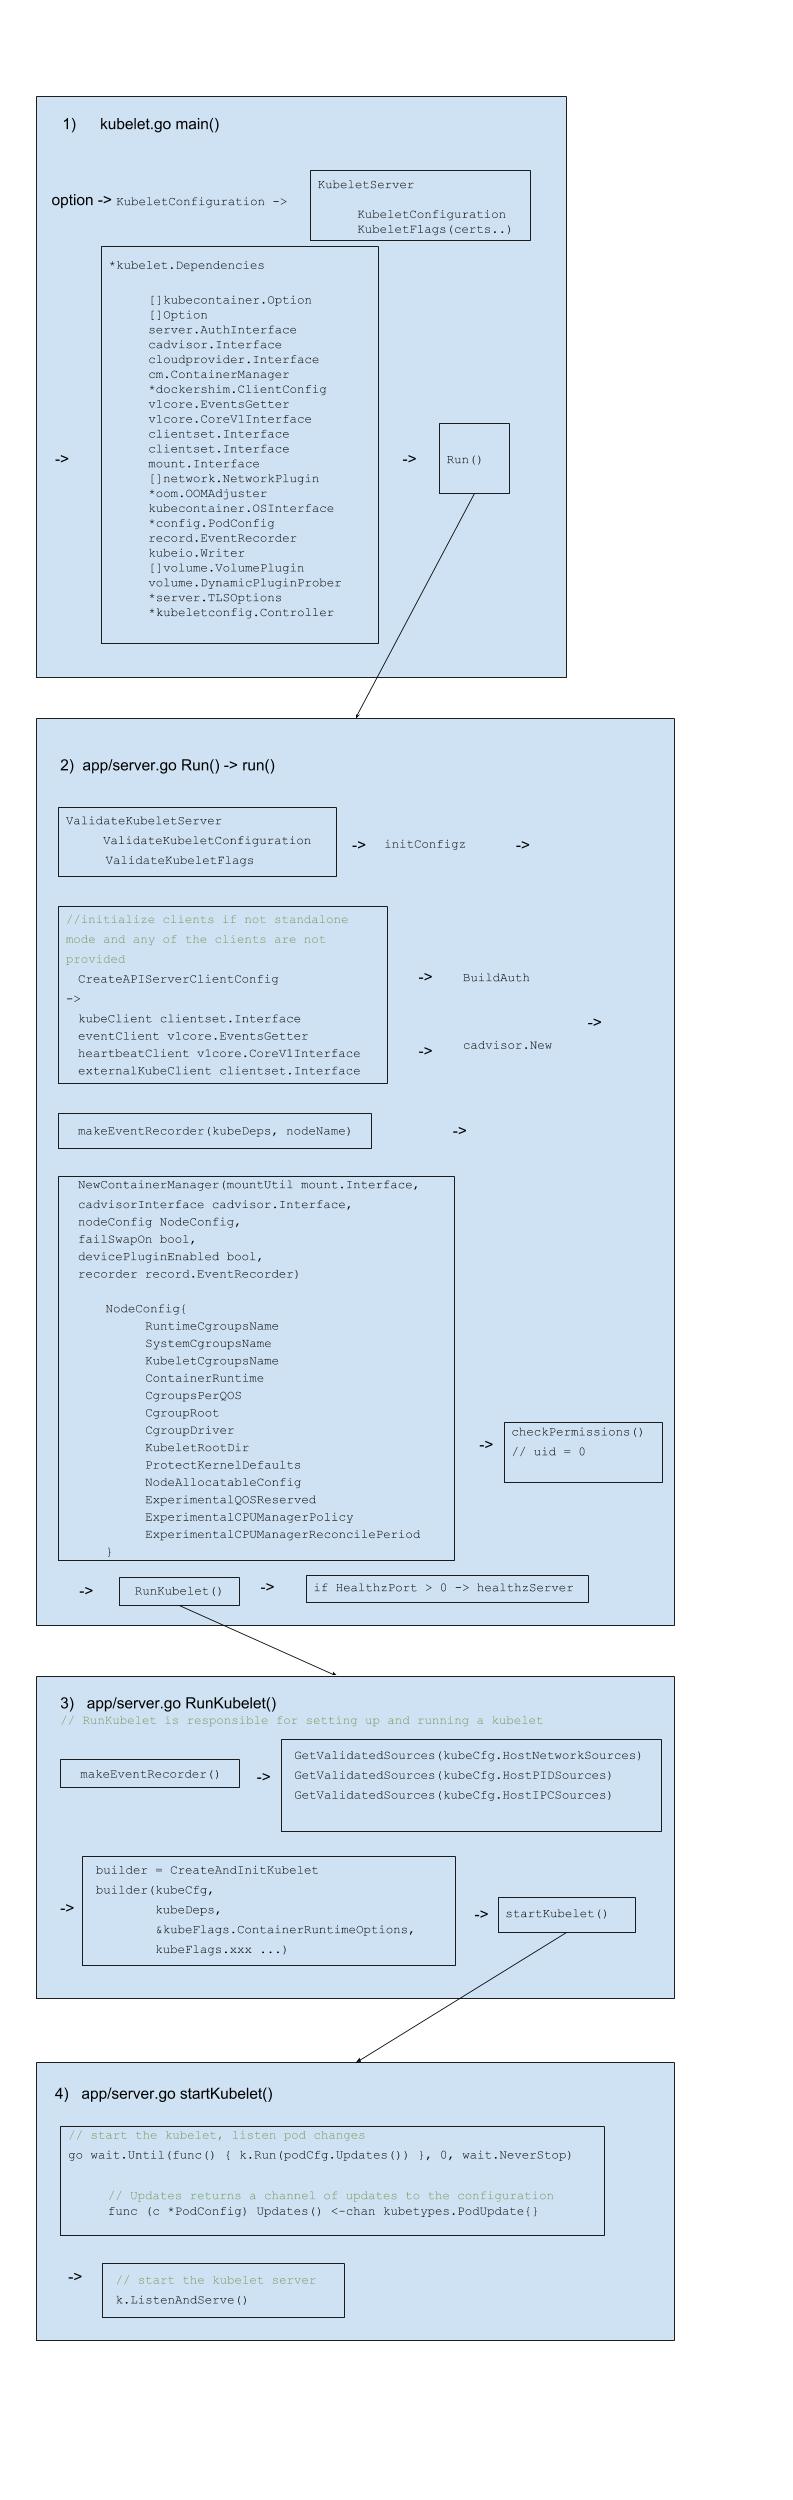 1) kubelet.go main()
option -> KubeletConfiguration ->
KubeletServer
KubeletConfiguration
KubeletFlags(certs..)
->
*kubelet.Dependencies
[]kubecontainer.Option
[]Option
server.AuthInterface
cadvisor.Interface
cloudprovider.Interface
cm.ContainerManager
*dockershim.ClientConfig
v1core.EventsGetter
v1core.CoreV1Interface
clientset.Interface
clientset.Interface
mount.Interface
[]network.NetworkPlugin
*oom.OOMAdjuster
kubecontainer.OSInterface
*config.PodConfig
record.EventRecorder
kubeio.Writer
[]volume.VolumePlugin
volume.DynamicPluginProber
*server.TLSOptions
*kubeletconfig.Controller
->
Run()
2) app/server.go Run() -> run()
ValidateKubeletServer
ValidateKubeletConfiguration
ValidateKubeletFlags
-> initConfigz ->
//initialize clients if not standalone
mode and any of the clients are not
provided
CreateAPIServerClientConfig
->
kubeClient clientset.Interface
eventClient v1core.EventsGetter
heartbeatClient v1core.CoreV1Interface
externalKubeClient clientset.Interface
-> BuildAuth
-> cadvisor.New
->
makeEventRecorder(kubeDeps, nodeName)
->
NewContainerManager(mountUtil mount.Interface,
cadvisorInterface cadvisor.Interface,
nodeConfig NodeConfig,
failSwapOn bool,
devicePluginEnabled bool,
recorder record.EventRecorder)
NodeConfig{
RuntimeCgroupsName
SystemCgroupsName
KubeletCgroupsName
ContainerRuntime
CgroupsPerQOS
CgroupRoot
CgroupDriver
KubeletRootDir
ProtectKernelDefaults
NodeAllocatableConfig
ExperimentalQOSReserved
ExperimentalCPUManagerPolicy
ExperimentalCPUManagerReconcilePeriod
}
->
checkPermissions()
// uid = 0
-> RunKubelet() -> if HealthzPort > 0 -> healthzServer
3) app/server.go RunKubelet()
// RunKubelet is responsible for setting up and running a kubelet
makeEventRecorder() ->
GetValidatedSources(kubeCfg.HostNetworkSources)
GetValidatedSources(kubeCfg.HostPIDSources)
GetValidatedSources(kubeCfg.HostIPCSources)
->
builder = CreateAndInitKubelet
builder(kubeCfg,
kubeDeps,
&kubeFlags.ContainerRuntimeOptions,
kubeFlags.xxx ...)
-> startKubelet()
4) app/server.go startKubelet()
// start the kubelet, listen pod changes
go wait.Until(func() { k.Run(podCfg.Updates()) }, 0, wait.NeverStop)
// Updates returns a channel of updates to the configuration
func (c *PodConfig) Updates() <-chan kubetypes.PodUpdate{}
->
// start the kubelet server
k.ListenAndServe()